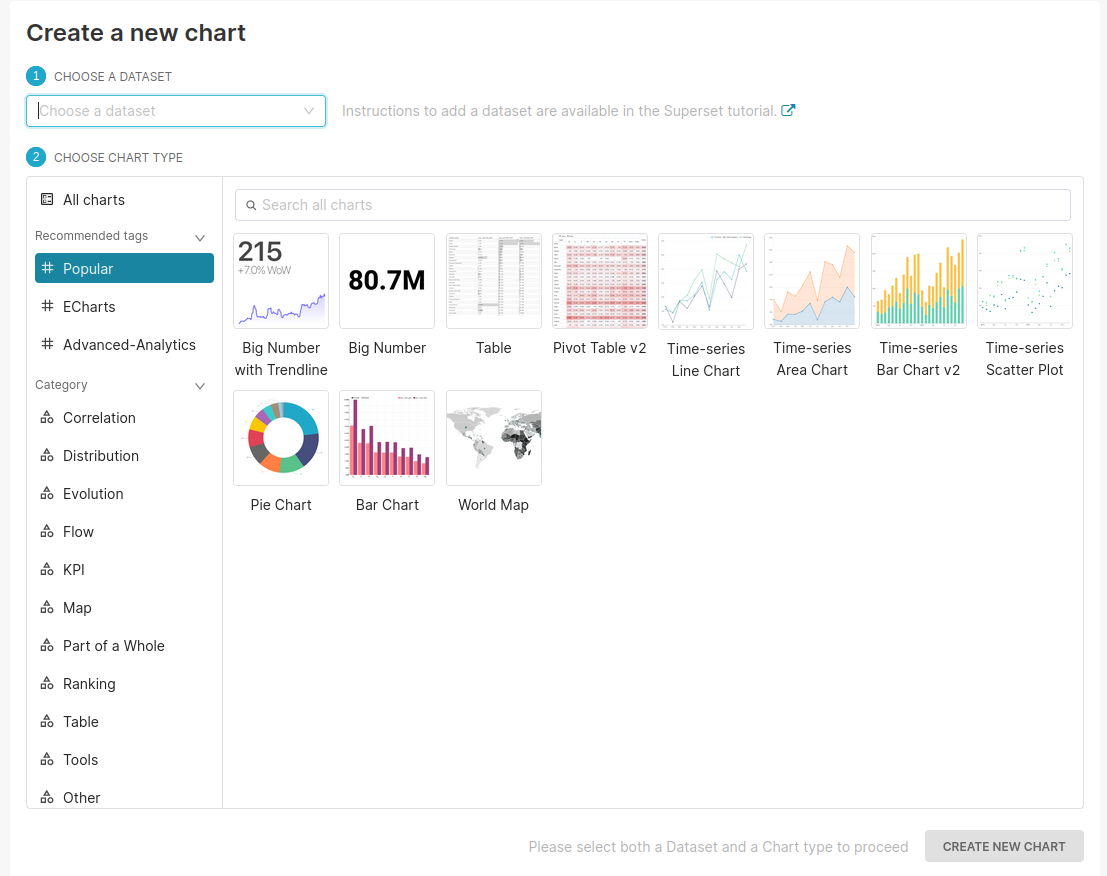 Create a new chart
1 CHOOSE A DATASET
Choose a dataset
Instructions to add a dataset are available in the Superset tutorial.
2 CHOOSE CHART TYPE
All charts
Recommended tags
Popular
ECharts
Advanced-Analytics
Category
Correlation
Distribution
Evolution
Flow
KPI
Map
Part of a Whole
Ranking
Table
Tools
Other
Search all charts
215
+7.0% WoW
80.7M
Big Number
with Trendline
Big Number
Table
Pivot Table v2
Time-series
Line Chart
Time-series
Area Chart
Time-series
Bar Chart v2
Time-series
Scatter Plot
Pie Chart
Bar Chart
World Map
Please select both a Dataset and a Chart type to proceed
CREATE NEW CHART